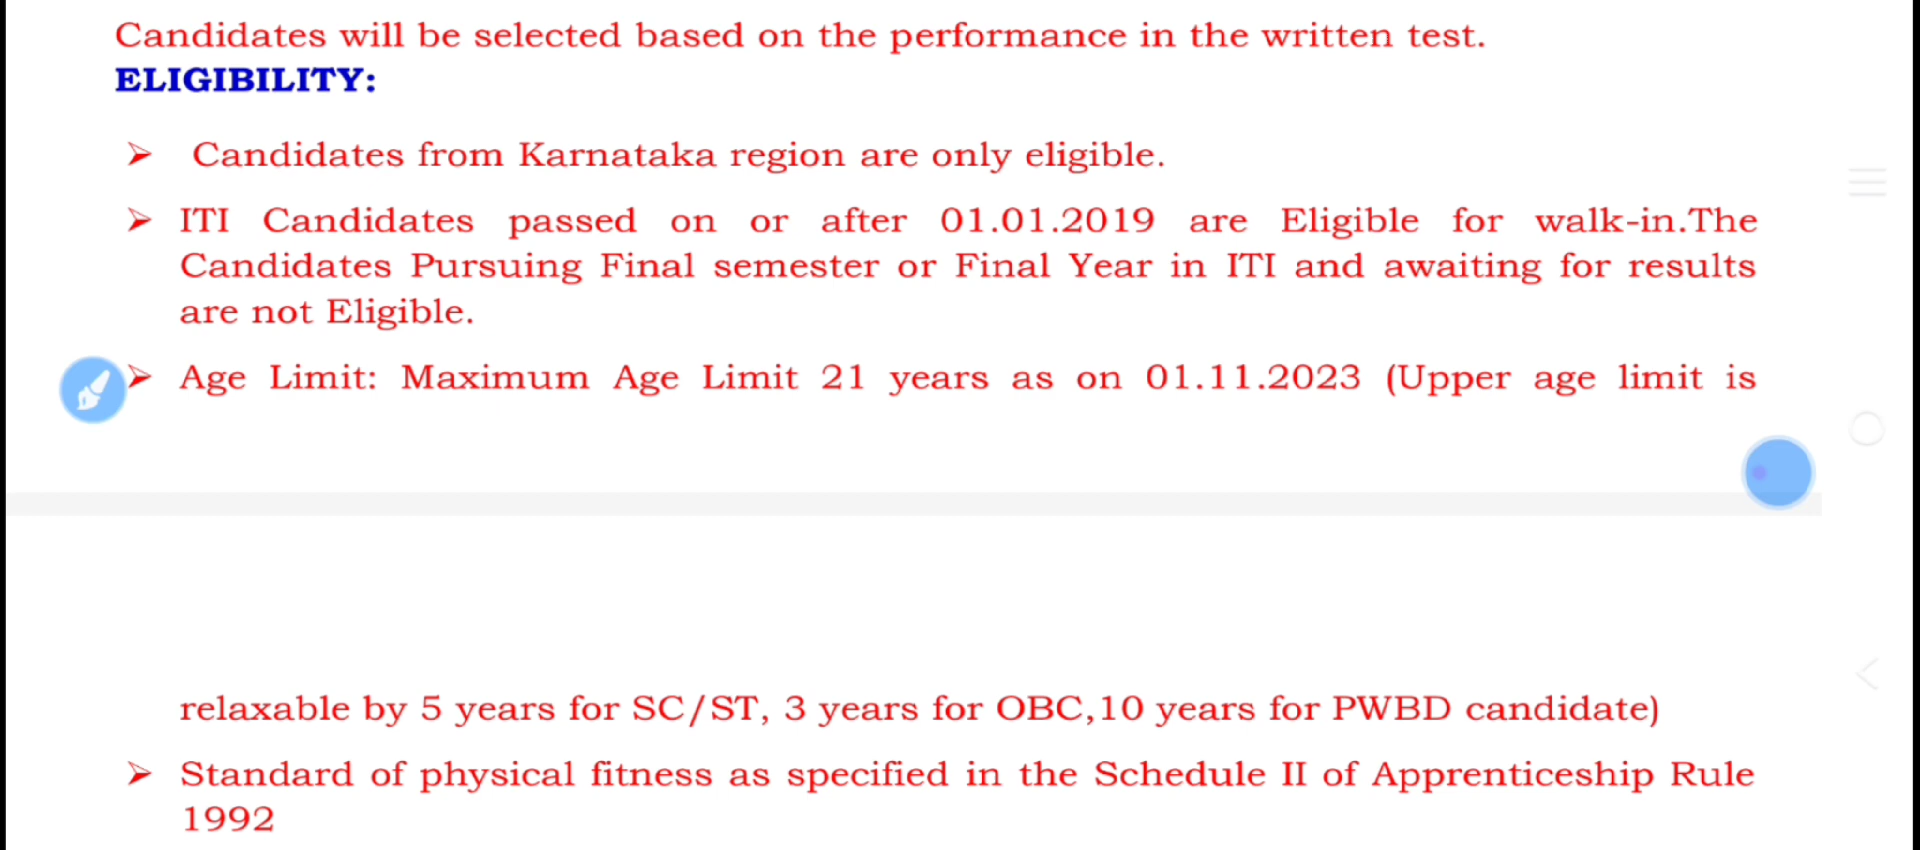 Candidates will be selected based on the performance in the written test.
ELIGIBILITY:
➢ Candidates from Karnataka region are only eligible.
➢ ITI Candidates passed on or after 01.01.2019 are Eligible for walk-in.The
Candidates Pursuing Final semester or Final Year in ITI and awaiting for results
are not Eligible.
➢ Age Limit: Maximum Age Limit 21 years as on 01.11.2023 (Upper age limit is
relaxable by 5 years for SC/ST, 3 years for OBC,10 years for PWBD candidate)
➢ Standard of physical fitness as specified in the Schedule II of Apprenticeship Rule
1992